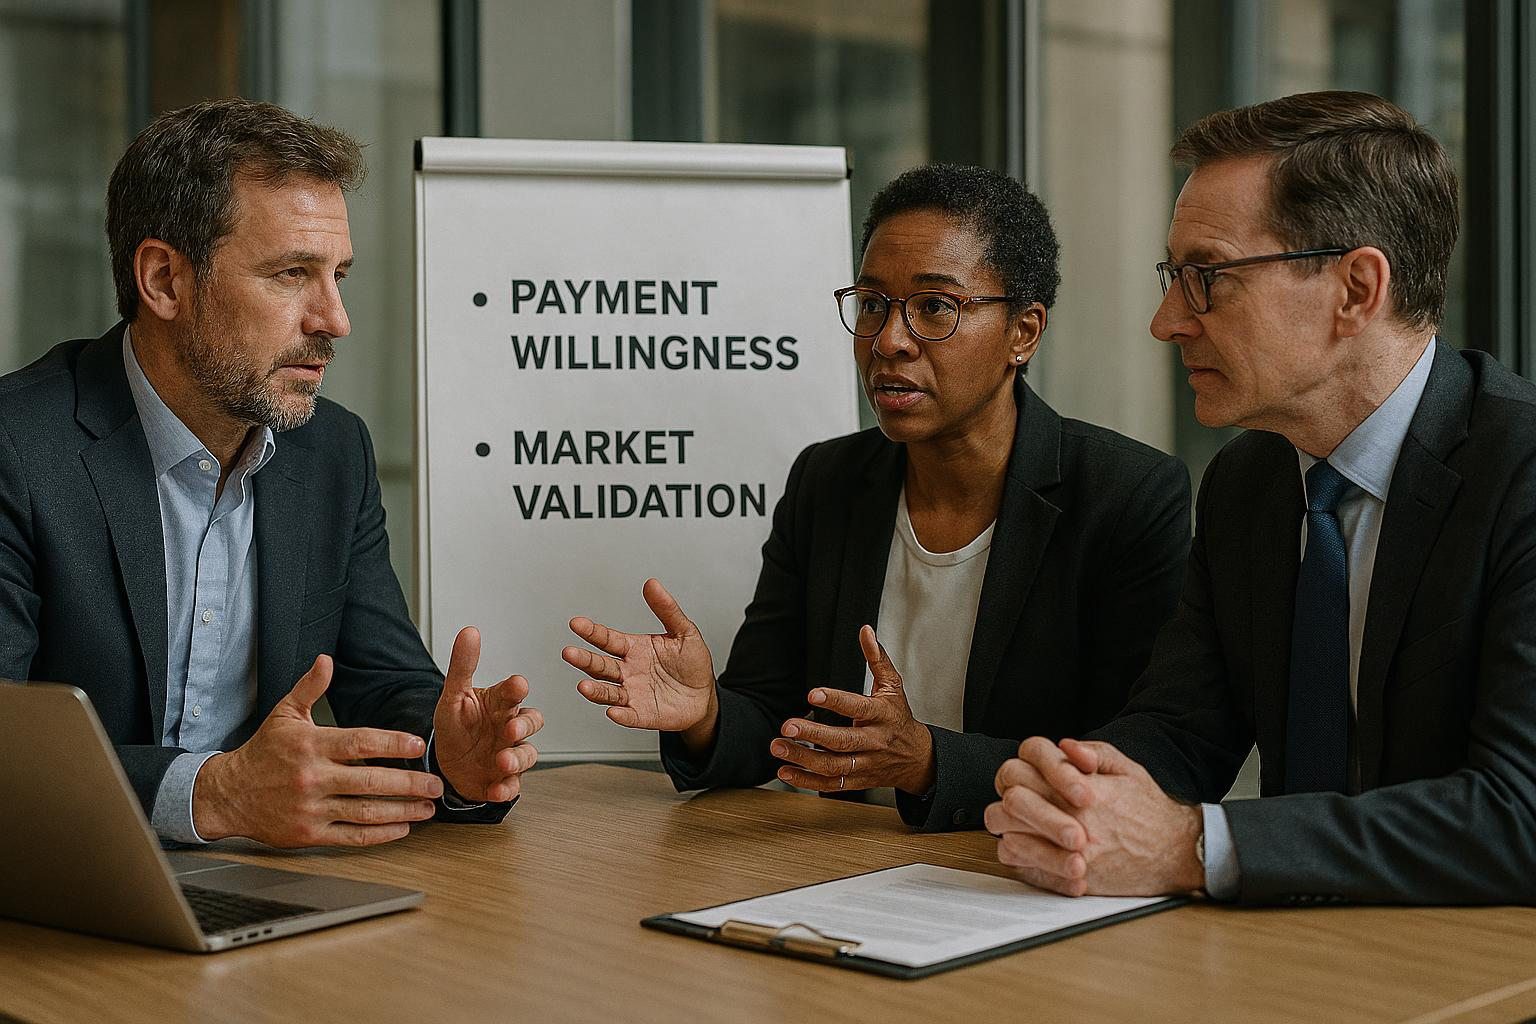 • PAYMENT
WILLINGNESS
• MARKET
VALIDATION